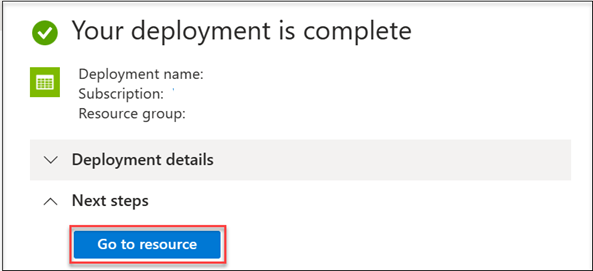 Your deployment is complete
Deployment name:
Subscription:
Resource group:
Deployment details
Next steps
Go to resource